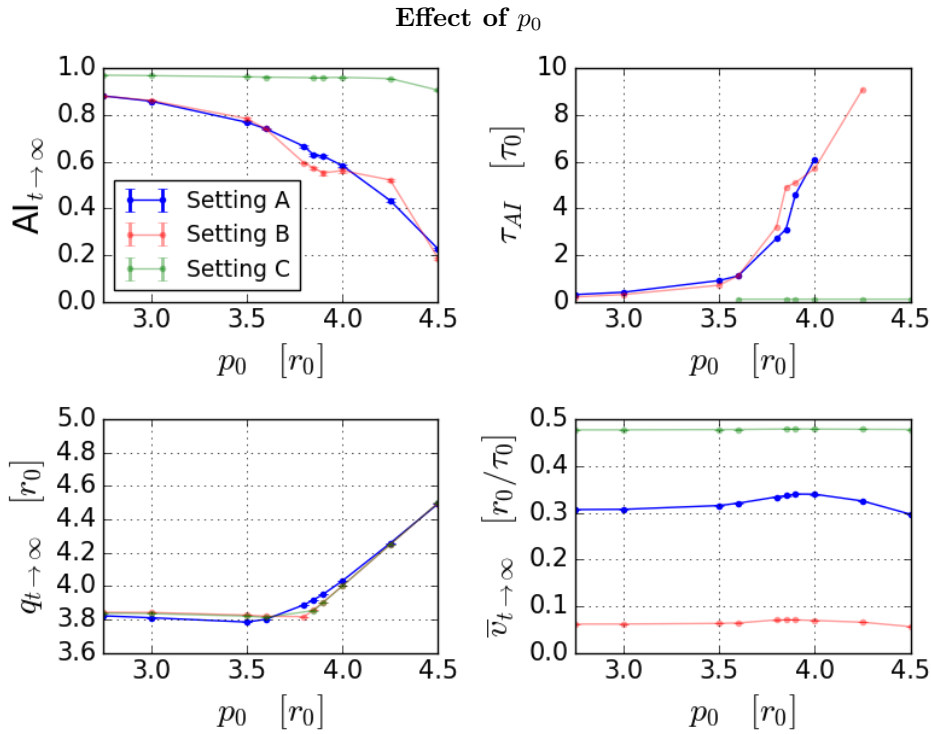 Effect of p₀
AI_{t→∞}
1.0
0.8
0.6
0.4
0.2
0.0
Setting A
Setting B
Setting C
3.0 3.5 4.0 4.5
p₀ [r₀]
τ_{AI} [τ₀]
10
8
6
4
2
0
3.0 3.5 4.0 4.5
p₀ [r₀]
q_{t→∞} [r₀]
5.0
4.8
4.6
4.4
4.2
4.0
3.8
3.6
3.0 3.5 4.0 4.5
p₀ [r₀]
v̅_{t→∞} [r₀/τ₀]
0.5
0.4
0.3
0.2
0.1
0.0
3.0 3.5 4.0 4.5
p₀ [r₀]